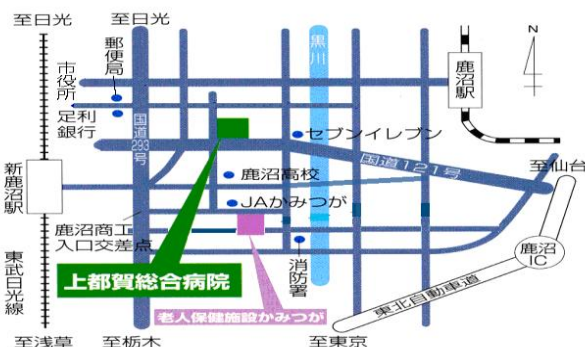 至日光
至日光
郵便局
市役所
足利
銀行
国道
293
号
黒川
鹿沼駅
N
セブンイレブン
国道121号
至仙台
新鹿沼駅
鹿沼高校
JAかみつが
鹿沼商工
入口交差点
消防署
鹿沼
IC
東武日光線
上都賀総合病院
老人保健施設かみつが
東北自動車道
至浅草
至栃木
至東京